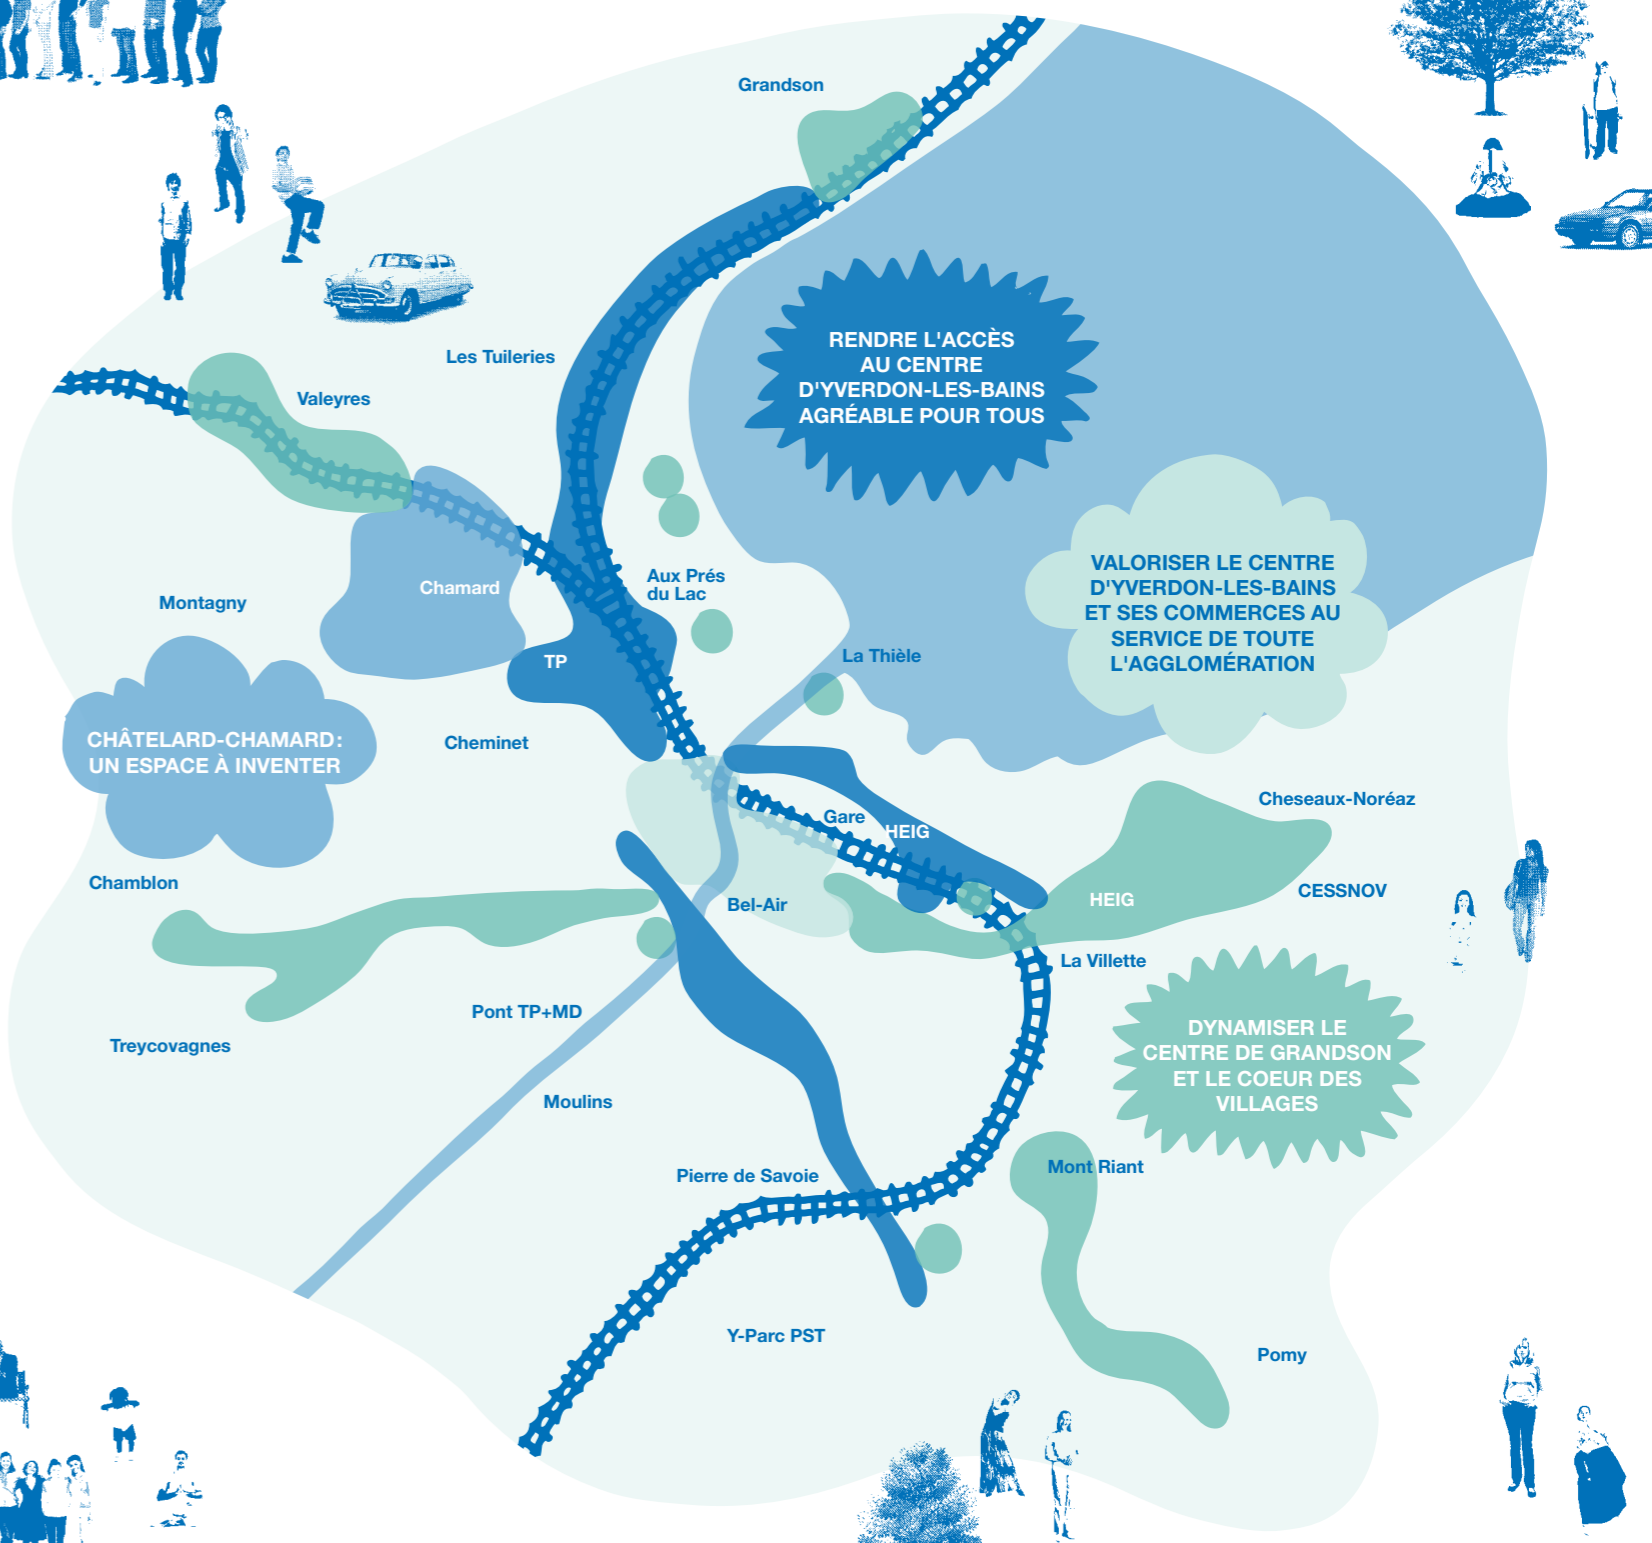 Grandson
RENDRE L'ACCÈS
AU CENTRE
D'YVERDON-LES-BAINS
AGRÉABLE POUR TOUS
Les Tuileries
Valeyres
VALORISER LE CENTRE
D'YVERDON-LES-BAINS
ET SES COMMERCES AU
SERVICE DE TOUTE
L'AGGLOMÉRATION
Aux Prés
du Lac
Chamard
Montagny
TP
La Thièle
CHÂTELARD-CHAMARD:
UN ESPACE À INVENTER
Cheminet
Cheseaux-Noréaz
Gare
HEIG
Chamblon
CESSNOV
HEIG
Bel-Air
La Villette
Pont TP+MD
DYNAMISER LE
CENTRE DE GRANDSON
ET LE COEUR DES
VILLAGES
Treycovagnes
Moulins
Mont Riant
Pierre de Savoie
Y-Parc PST
Pomy